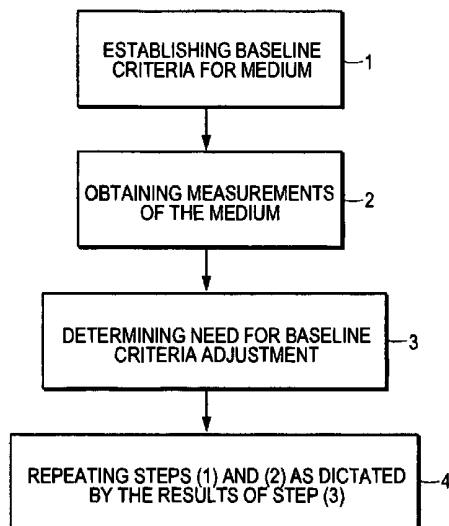 ESTABLISHING BASELINE
CRITERIA FOR MEDIUM
1
OBTAINING MEASUREMENTS
OF THE MEDIUM
2
DETERMINING NEED FOR BASELINE
CRITERIA ADJUSTMENT
3
REPEATING STEPS (1) AND (2) AS DICTATED
BY THE RESULTS OF STEP (3)
4